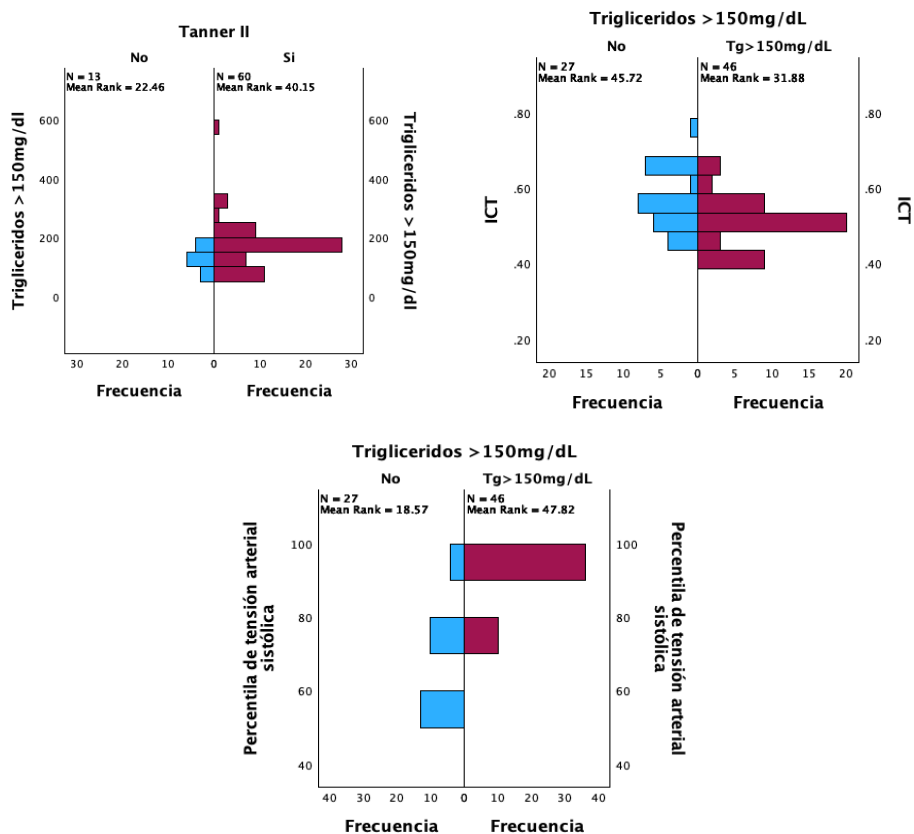 Tanner II
No
Si
N = 13
Mean Rank = 22.46
N = 60
Mean Rank = 40.15
Trigliceridos >150mg/dl
600
400
200
0
600
400
200
0
Trigliceridos >150mg/dl
30 20 10 0 10 20 30
Frecuencia
Frecuencia
Trigliceridos >150mg/dL
No
Tg>150mg/dL
N = 27
Mean Rank = 45.72
N = 46
Mean Rank = 31.88
ICT
.80
.60
.40
.20
.80
.60
.40
.20
ICT
20 15 10 5 0 5 10 15 20
Frecuencia
Frecuencia
Trigliceridos >150mg/dL
No
Tg>150mg/dL
N = 27
Mean Rank = 18.57
N = 46
Mean Rank = 47.82
Percentila de tensión arterial
sistólica
100
80
60
40
100
80
60
40
Percentila de tensión arterial
sistólica
40 30 20 10 0 10 20 30 40
Frecuencia
Frecuencia